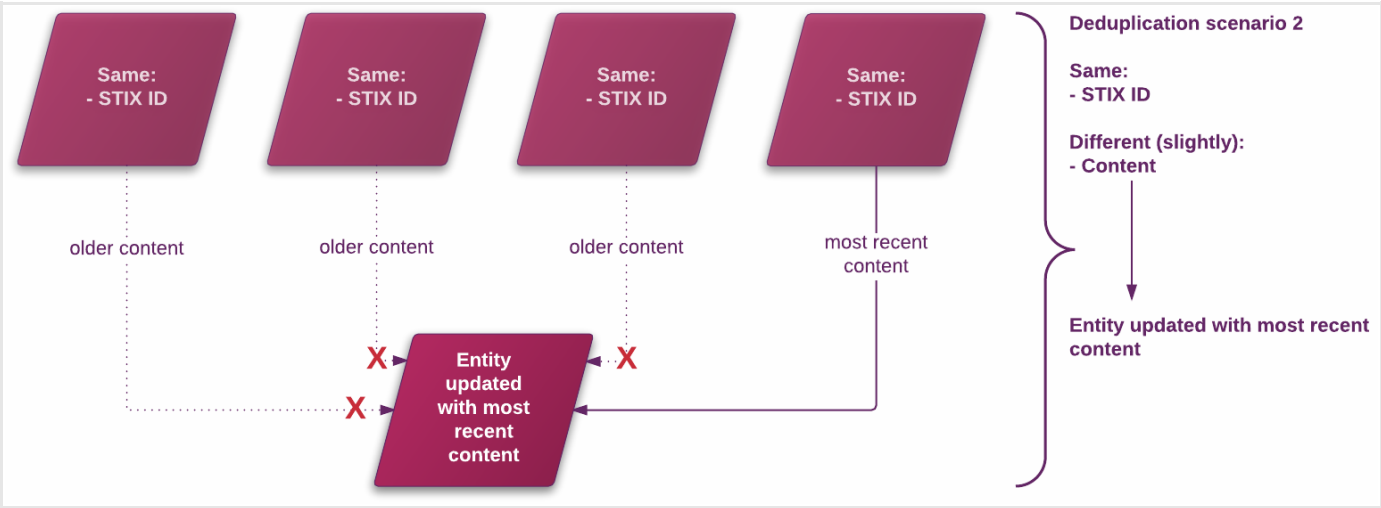 Same:
- STIX ID
Same:
- STIX ID
Same:
- STIX ID
Same:
- STIX ID
Deduplication scenario 2
Same:
- STIX ID
Different (slightly):
- Content
older content
older content
older content
most recent
content
X
X
X
Entity
updated
with most
recent
content
Entity updated with most recent
content